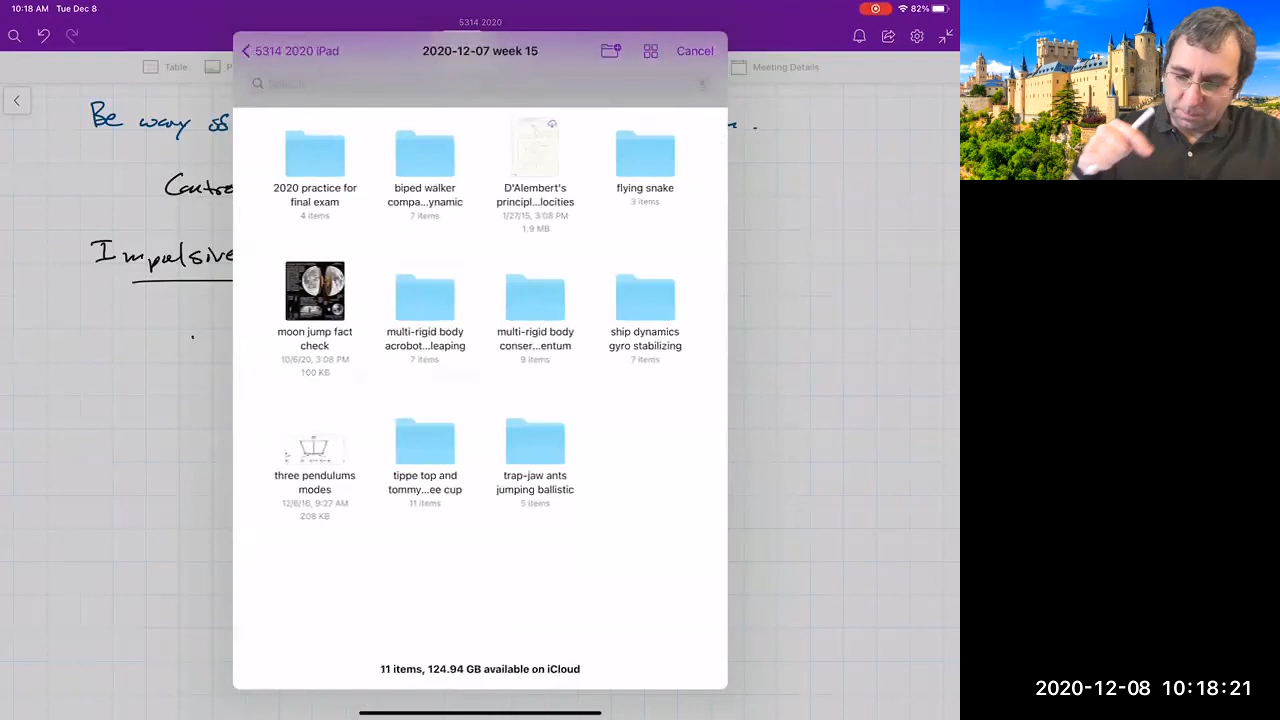 10:18 AM Tue Dec 8
82%
5314 2020
5314 2020 iPad
2020-12-07 week 15
Cancel
Table
P
Meeting Details
Search
Be wary of
Contro
Impulsive
2020 practice for
final exam
4 items
biped walker
compa...ynamic
7 items
D'Alembert's
principl...locities
1/27/15, 3:08 PM
1.9 MB
flying snake
3 items
moon jump fact
check
10/6/20, 3:08 PM
100 KB
multi-rigid body
acrobot...leaping
7 items
multi-rigid body
conser...entum
9 items
ship dynamics
gyro stabilizing
7 items
three pendulums
modes
12/6/16, 9:27 AM
208 KB
tippe top and
tommy...ee cup
11 items
trap-jaw ants
jumping ballistic
5 items
11 items, 124.94 GB available on iCloud
2020-12-08 10:18:21